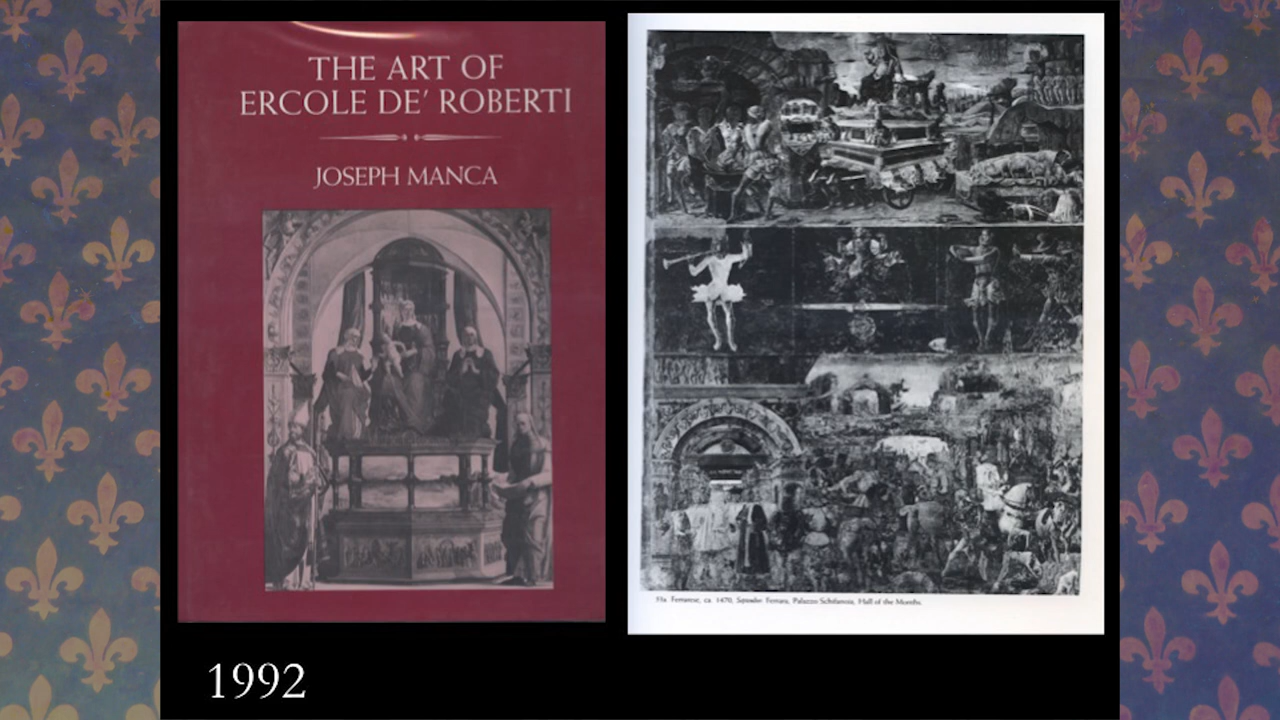 THE ART OF
ERCOLE DE' ROBERTI
JOSEPH MANCA
Ferrarese, ca. 1470, September. Ferrara, Palazzo Schifanoia, Hall of the Months.
1992